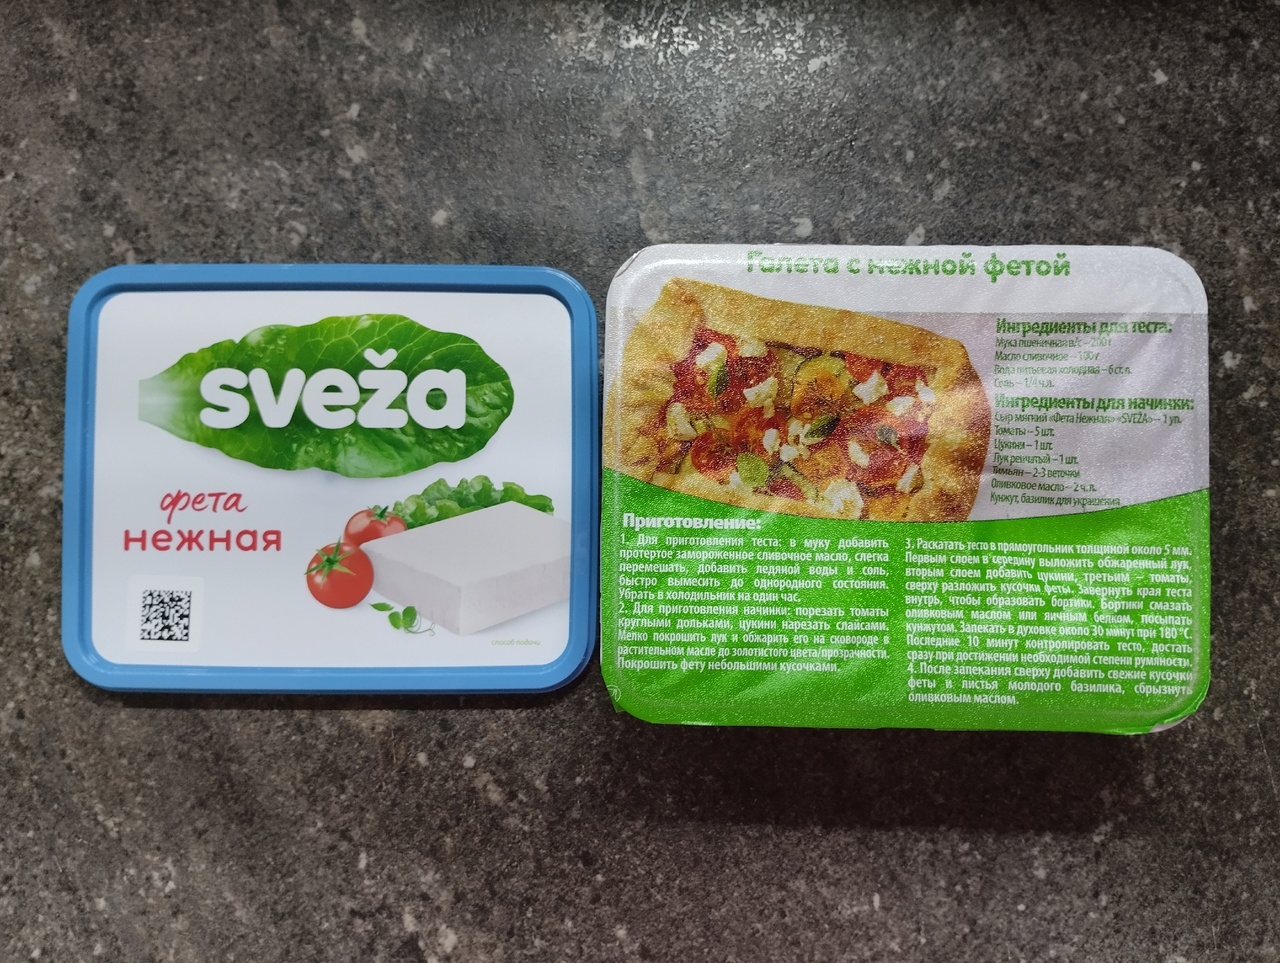 sveža
фета
нежная
способ подачи
Галета с нежной фетой
Ингредиенты для теста:
Мука пшеничная в/с – 200 г
Масло сливочное – 100 г
Вода питьевая холодная – 6 ст. л.
Соль – 1/4 ч. л.
Ингредиенты для начинки:
Сыр мягкий «Фета Нежная» «SVEZA» – 1 уп.
Томаты – 5 шт.
Цукини – 1 шт.
Лук репчатый – 1 шт.
Тимьян – 2-3 веточки
Оливковое масло – 2 ч. л.
Кунжут, базилик для украшения
Приготовление:
1. Для приготовления теста: в муку добавить
протертое замороженное сливочное масло, слегка
перемешать, добавить ледяной воды и соль,
быстро вымесить до однородного состояния.
Убрать в холодильник на один час.
2. Для приготовления начинки: порезать томаты
круглыми дольками, цукини нарезать слайсами.
Мелко покрошить лук и обжарить его на сковороде в
растительном масле до золотистого цвета/прозрачности.
Покрошить фету небольшими кусочками.
3. Раскатать тесто в прямоугольник толщиной около 5 мм.
Первым слоем в середину выложить обжаренный лук,
вторым слоем добавить цукини, третьим – томаты,
сверху разложить кусочки феты. Завернуть края теста
внутрь, чтобы образовать бортики. Бортики смазать
оливковым маслом или яичным белком, посыпать
кунжутом. Запекать в духовке около 30 минут при 180 °С.
Последние 10 минут контролировать тесто, достать
сразу при достижении необходимой степени румяности.
4. После запекания сверху добавить свежие кусочки
феты и листья молодого базилика, сбрызнуть
оливковым маслом.